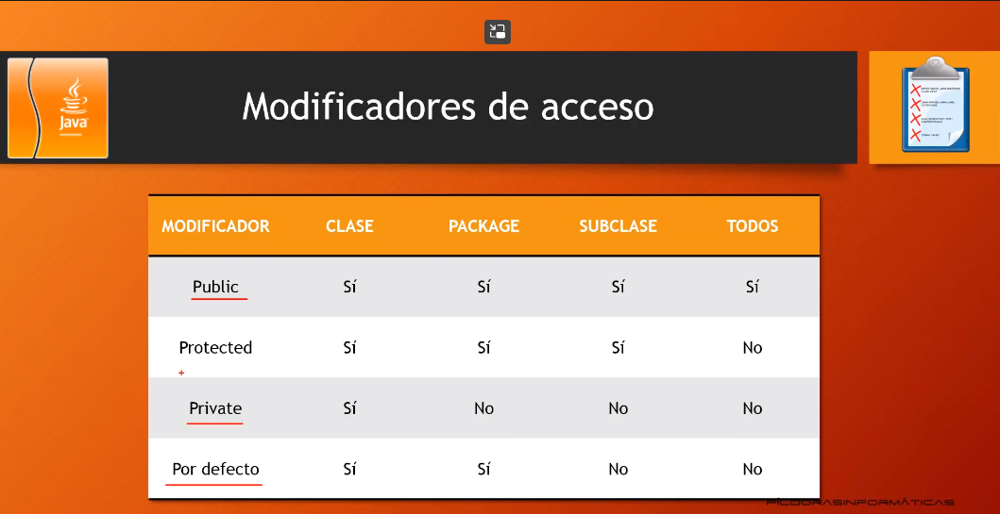 Java
Modificadores de acceso
MODIFICADOR CLASE PACKAGE SUBCLASE TODOS
Public Sí Sí Sí Sí
Protected Sí Sí Sí No
Private Sí No No No
Por defecto Sí Sí No No
PÍLDORASINFORMÁTICAS